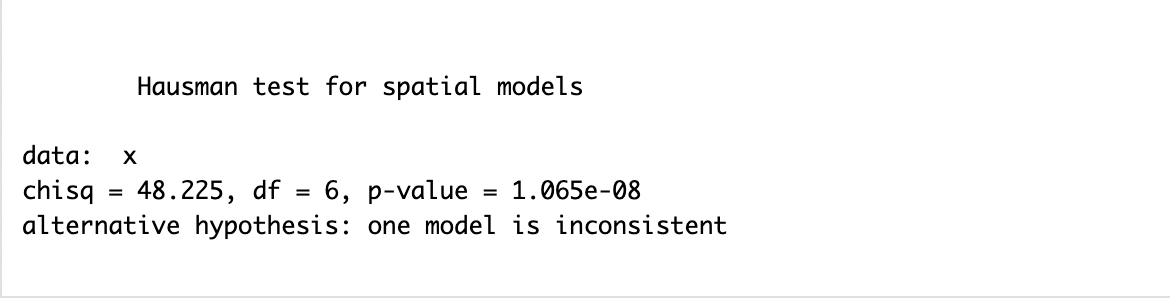 Hausman test for spatial models
data:  x
chisq = 48.225, df = 6, p-value = 1.065e-08
alternative hypothesis: one model is inconsistent